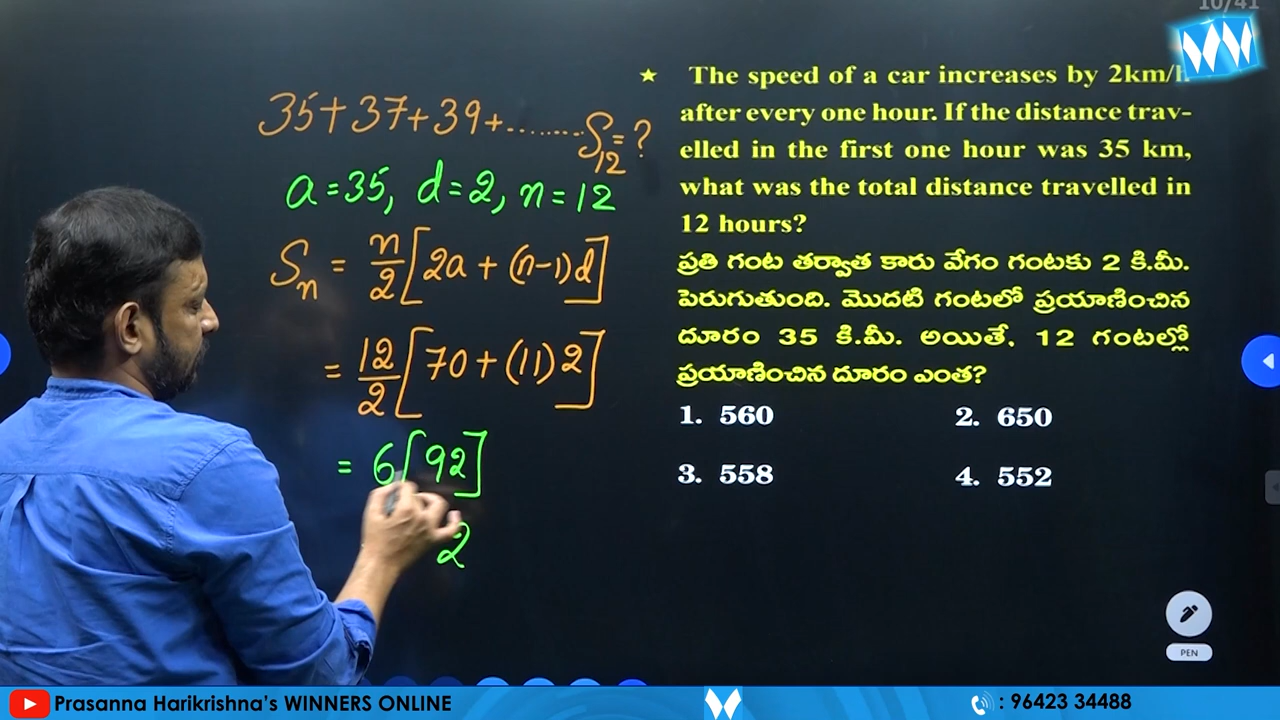 10/41
35+37+39+........S₁₂=?
a=35, d=2, n=12
Sₙ = n/2[2a + (n-1)d]
= 12/2[70+(11)2]
= 6[92]
2
★ The speed of a car increases by 2km/h
after every one hour. If the distance trav-
elled in the first one hour was 35 km,
what was the total distance travelled in
12 hours?
ప్రతి గంట తర్వాత కారు వేగం గంటకు 2 కి.మీ.
పెరుగుతుంది. మొదటి గంటలో ప్రయాణించిన
దూరం 35 కి.మీ. అయితే, 12 గంటల్లో
ప్రయాణించిన దూరం ఎంత?
1. 560 2. 650
3. 558 4. 552
PEN
Prasanna Harikrishna's WINNERS ONLINE : 96423 34488